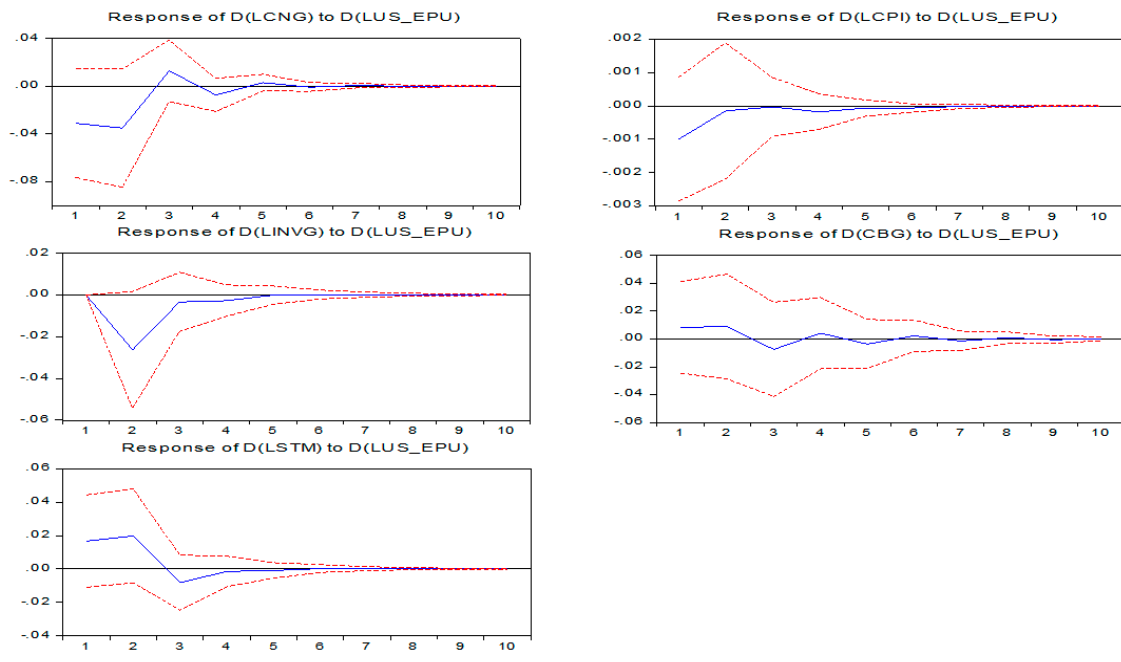 Response of D(LCNG) to D(LUS_EPU)
.04
.00
-.04
-.08
1 2 3 4 5 6 7 8 9 10
Response of D(LCPI) to D(LUS_EPU)
.002
.001
.000
-.001
-.002
-.003
1 2 3 4 5 6 7 8 9 10
Response of D(LINVG) to D(LUS_EPU)
.02
.00
-.02
-.04
-.06
1 2 3 4 5 6 7 8 9 10
Response of D(CBG) to D(LUS_EPU)
.06
.04
.02
.00
-.02
-.04
-.06
1 2 3 4 5 6 7 8 9 10
Response of D(LSTM) to D(LUS_EPU)
.06
.04
.02
.00
-.02
-.04
1 2 3 4 5 6 7 8 9 10